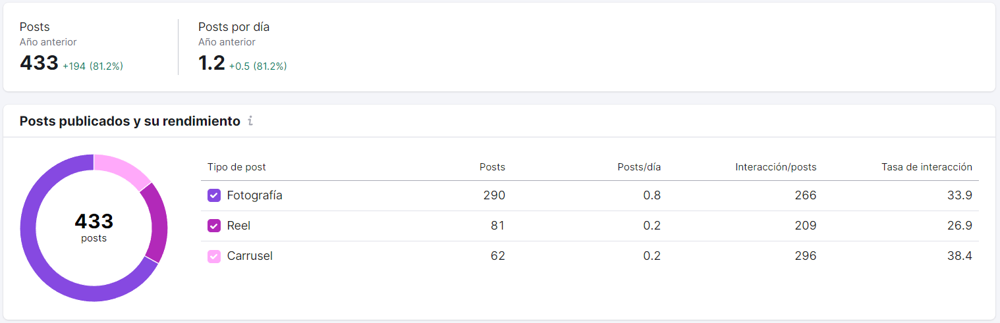 Posts
Año anterior
433 +194 (81.2%)
Posts por día
Año anterior
1.2 +0.5 (81.2%)
Posts publicados y su rendimiento i
433
posts
Tipo de post Posts Posts/día Interacción/posts Tasa de interacción
Fotografía 290 0.8 266 33.9
Reel 81 0.2 209 26.9
Carrusel 62 0.2 296 38.4